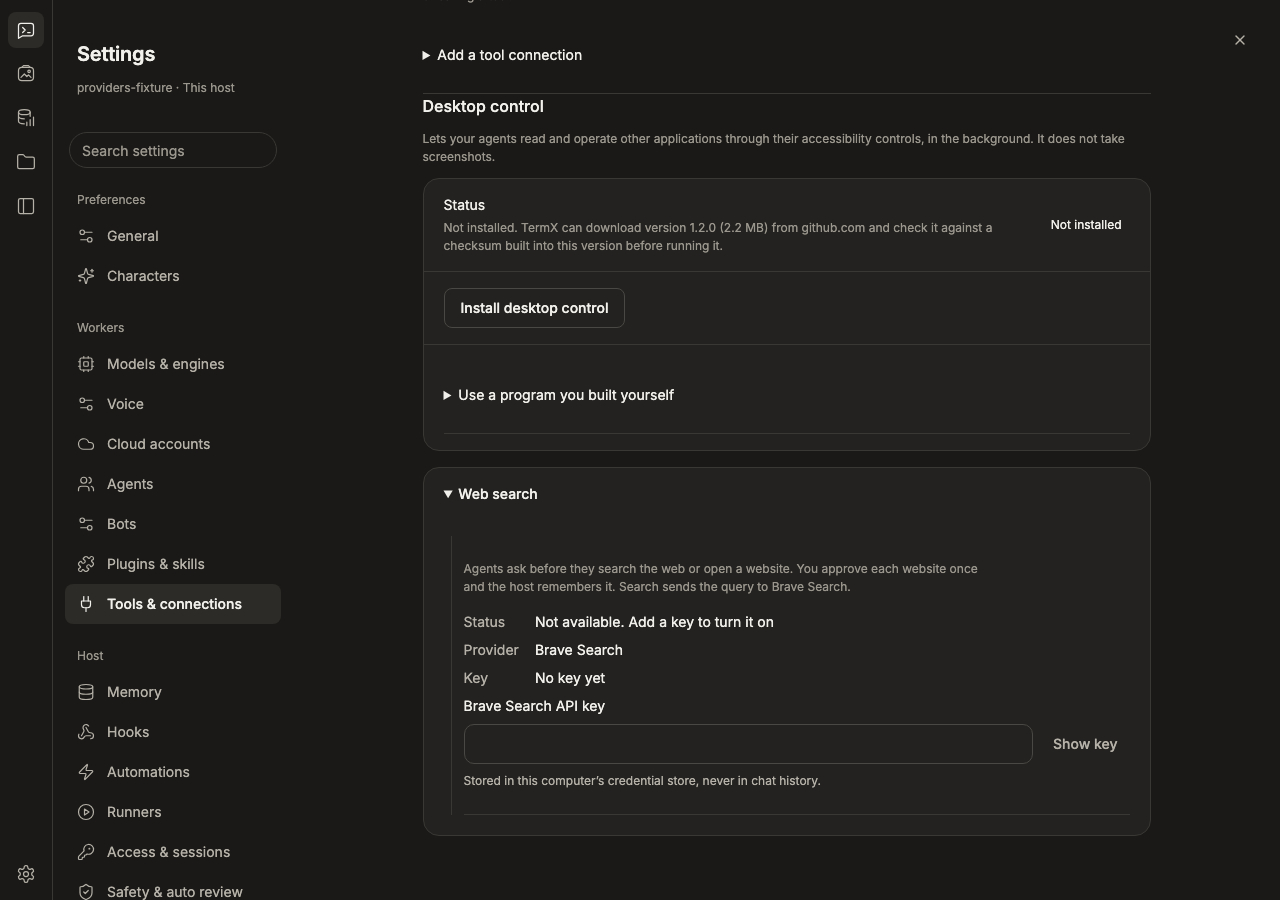 Settings
providers-fixture · This host
Search settings
Preferences
General
Characters
Workers
Models & engines
Voice
Cloud accounts
Agents
Bots
Plugins & skills
Tools & connections
Host
Memory
Hooks
Automations
Runners
Access & sessions
Safety & auto review
Add a tool connection
Desktop control
Lets your agents read and operate other applications through their accessibility controls, in the background. It does not take
screenshots.
Status
Not installed. TermX can download version 1.2.0 (2.2 MB) from github.com and check it against a
checksum built into this version before running it.
Not installed
Install desktop control
Use a program you built yourself
Web search
Agents ask before they search the web or open a website. You approve each website once
and the host remembers it. Search sends the query to Brave Search.
Status Not available. Add a key to turn it on
Provider Brave Search
Key No key yet
Brave Search API key
Show key
Stored in this computer’s credential store, never in chat history.